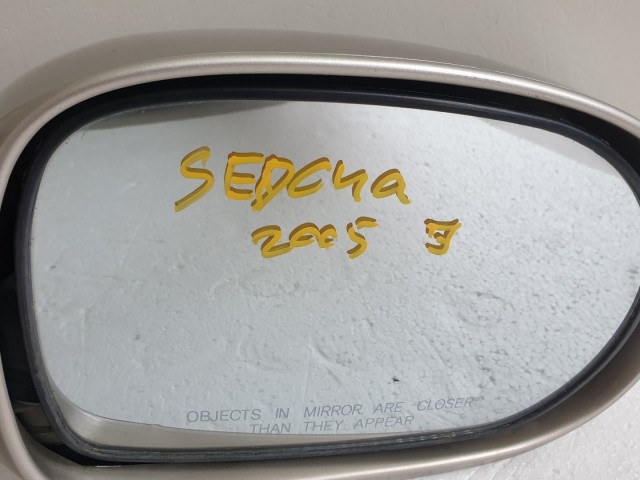 SEDCHA
2005
OBJECTS IN MIRROR ARE CLOSER
THAN THEY APPEAR